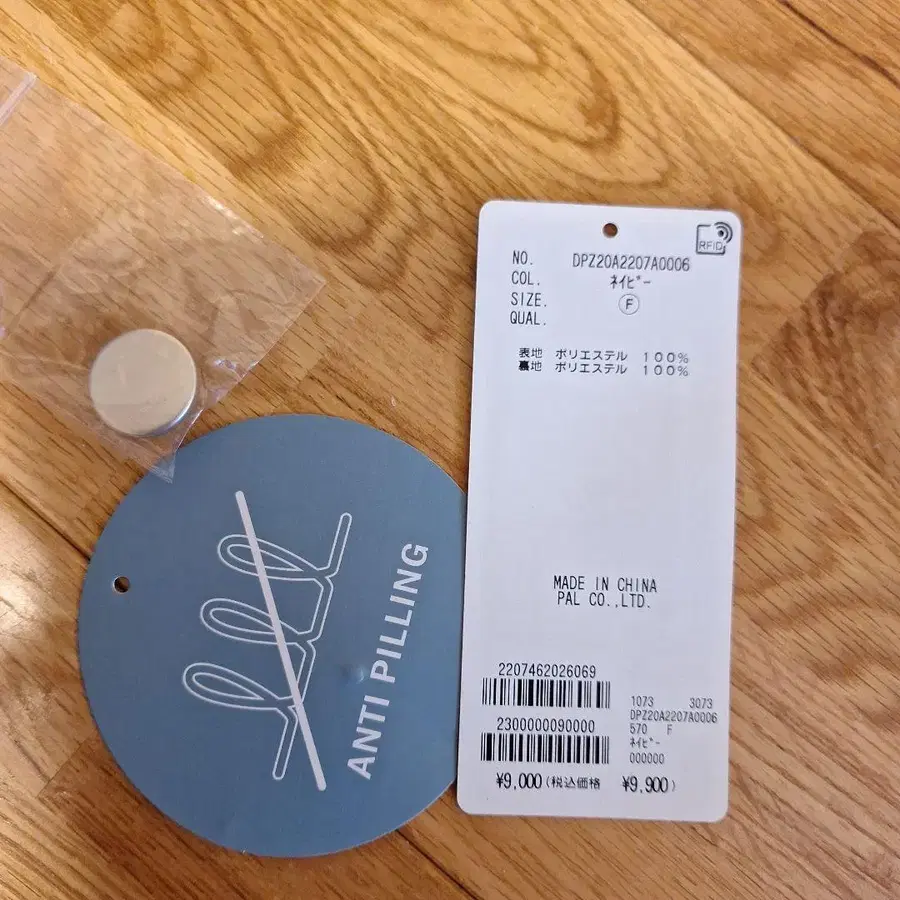 RFID
NO. DPZ20A2207A0006
COL. ﾈｲﾋﾞｰ
SIZE. F
QUAL.
表地 ポリエステル 100%
裏地 ポリエステル 100%
MADE IN CHINA
PAL CO.,LTD.
2207462026069
2300000090000
¥9,000 (税込価格 ¥9,900)
1073 3073
DPZ20A2207A0006
570 F
ﾈｲﾋﾞｰ
000000
ANTI PILLING